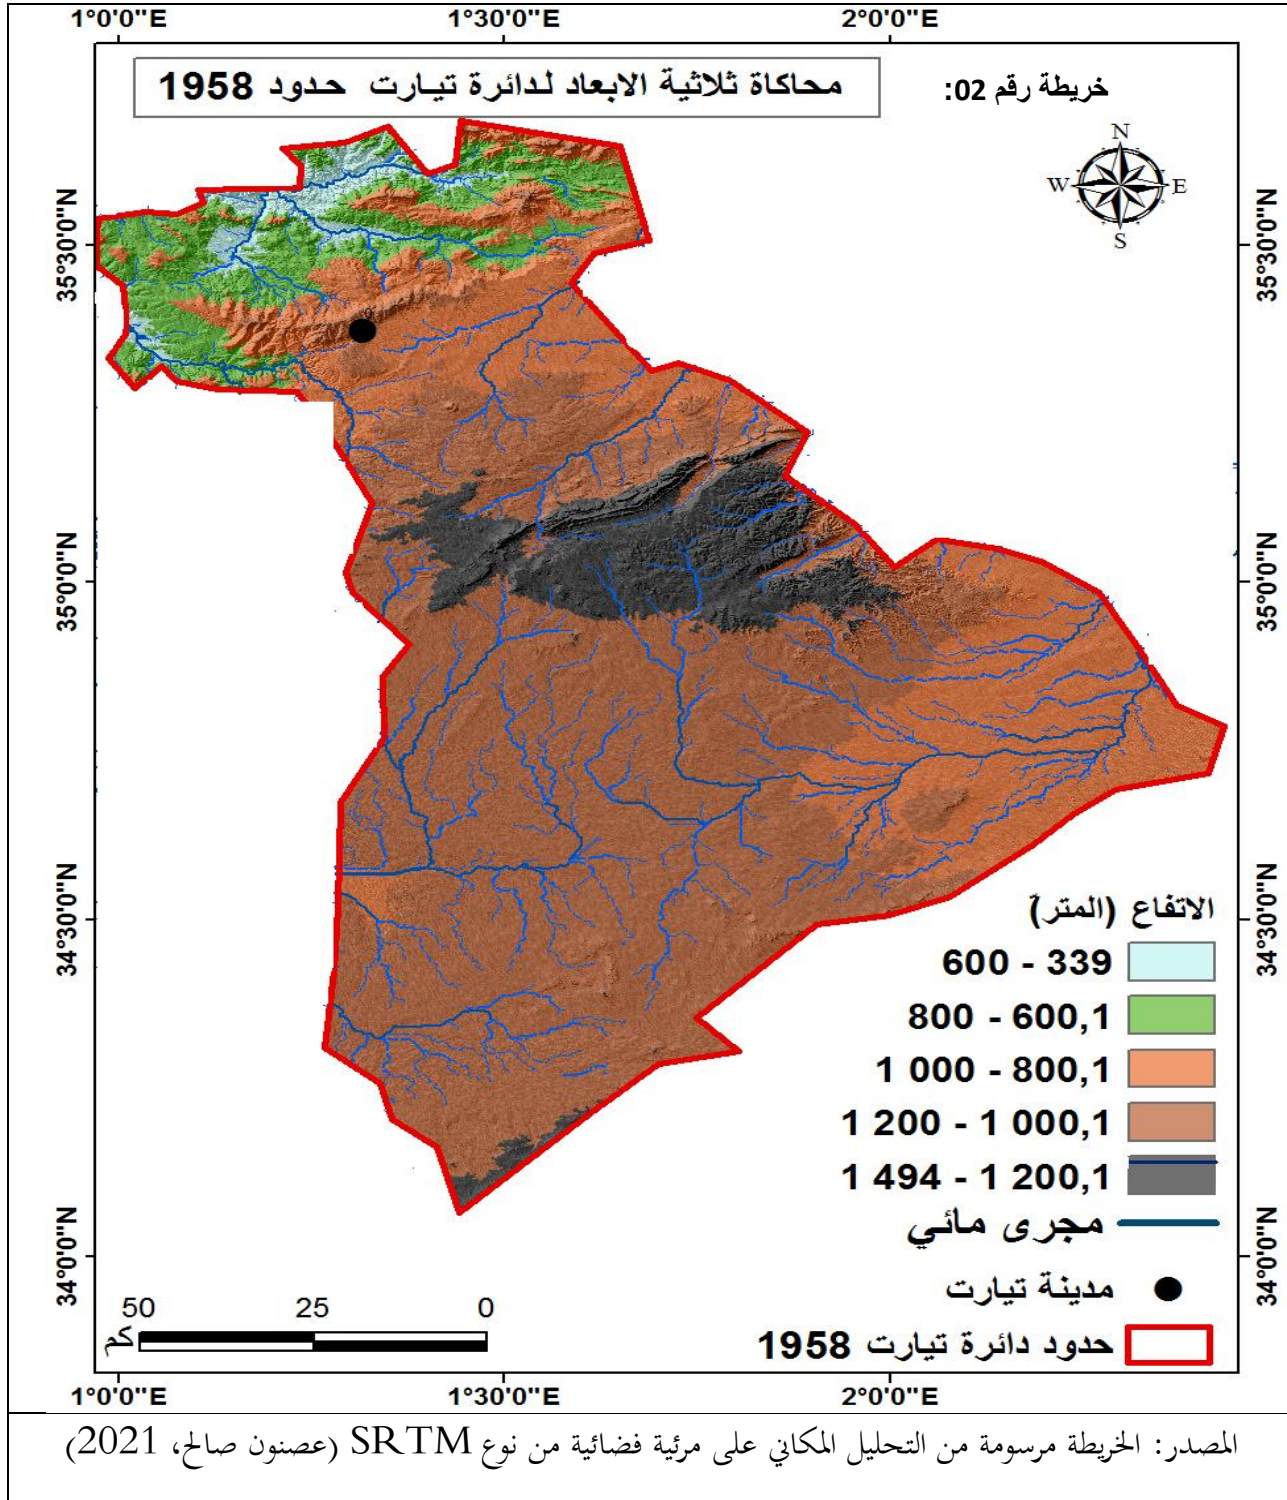 1°0'0"E 1°30'0"E 2°0'0"E
خريطة رقم 02:
محاكاة ثلاثية الابعاد لدائرة تيارت حدود 1958
N
W E
S
35°30'0"N 35°30'0"N
35°0'0"N 35°0'0"N
34°30'0"N 34°30'0"N
34°0'0"N 34°0'0"N
الاتفاع (المتر)
600 - 339
800 - 600,1
1 000 - 800,1
1 200 - 1 000,1
1 494 - 1 200,1
مجرى مائي
مدينة تيارت
حدود دائرة تيارت 1958
50 25 0
كم
1°0'0"E 1°30'0"E 2°0'0"E
المصدر: الخريطة مرسومة من التحليل المكاني على مرئية فضائية من نوع SRTM (عصنون صالح، 2021)